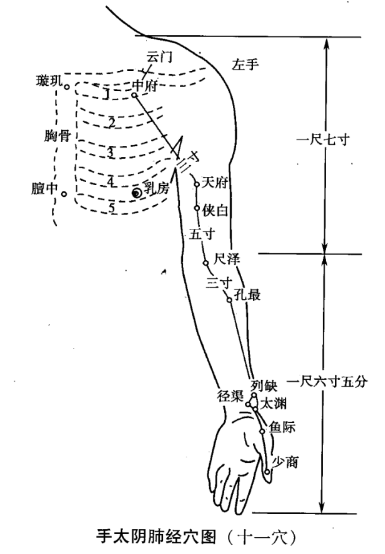 云门
左手
璇玑
中府
1
2
胸骨
3
一尺七寸
三寸
4
天府
膻中
乳房
5
侠白
五寸
尺泽
三寸
孔最
列缺
一尺六寸五分
径渠
太渊
鱼际
少商
手太阴肺经穴图（十一穴）